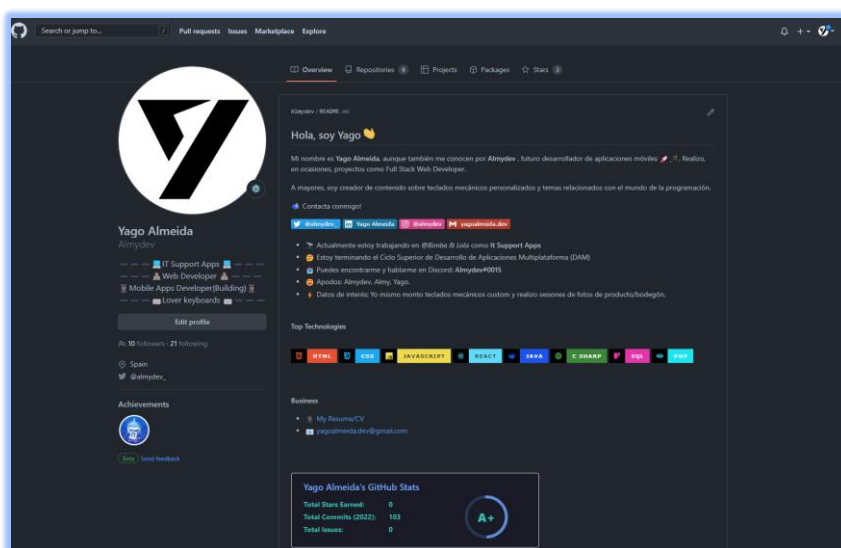 Search or jump to... / Pull requests Issues Marketplace Explore
Overview Repositories 9 Projects Packages Stars 3
Almydev / README.md
Hola, soy Yago
Mi nombre es Yago Almeida, aunque también me conocen por Almydev , futuro desarrollador de aplicaciones móviles . Realizo,
en ocasiones, proyectos como Full Stack Web Developer.
A mayores, soy creador de contenido sobre teclados mecánicos personalizados y temas relacionados con el mundo de la programación.
Contacta conmigo!
@almydev_ Yago Almeida @almydev yagoalmeida.dev
Actualmente estoy trabajando en @Bimba & Lola como It Support Apps
Estoy terminando el Ciclo Superior de Desarrollo de Aplicaciones Multiplataforma (DAM)
Puedes encontrarme y hablarme en Discord: Almydev#0015
Apodos: Almydev, Almy, Yago.
Datos de interés: Yo mismo monto teclados mecánicos custom y realizo sesiones de fotos de producto/bodegón.
Yago Almeida
Almydev
— — — IT Support Apps — — —
— — — Web Developer — — —
Mobile Apps Developer(Building)
— — — Lover keyboards — — —
Edit profile
10 followers · 21 following
Spain
@almydev_
Achievements
Beta Send feedback
Top Technologies
HTML CSS JAVASCRIPT REACT JAVA C SHARP SQL PHP
Business
My Resume/CV
yagoalmeida.dev@gmail.com
Yago Almeida's GitHub Stats
Total Stars Earned: 0
Total Commits (2022): 103
Total Issues: 0
A+